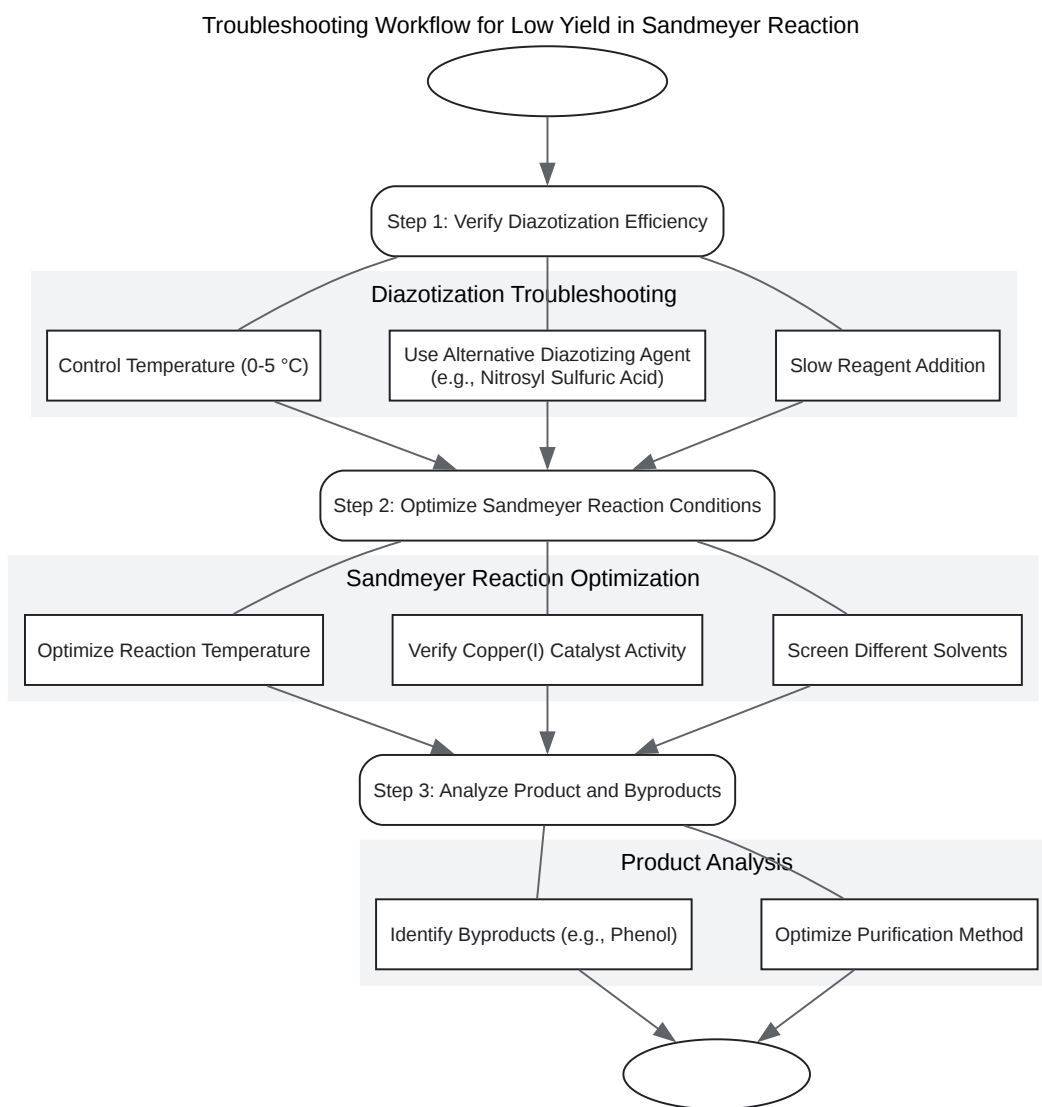 Troubleshooting Workflow for Low Yield in Sandmeyer Reaction
Step 1: Verify Diazotization Efficiency
Diazotization Troubleshooting
Control Temperature (0-5 °C)
Use Alternative Diazotizing Agent
(e.g., Nitrosyl Sulfuric Acid)
Slow Reagent Addition
Step 2: Optimize Sandmeyer Reaction Conditions
Sandmeyer Reaction Optimization
Optimize Reaction Temperature
Verify Copper(I) Catalyst Activity
Screen Different Solvents
Step 3: Analyze Product and Byproducts
Product Analysis
Identify Byproducts (e.g., Phenol)
Optimize Purification Method